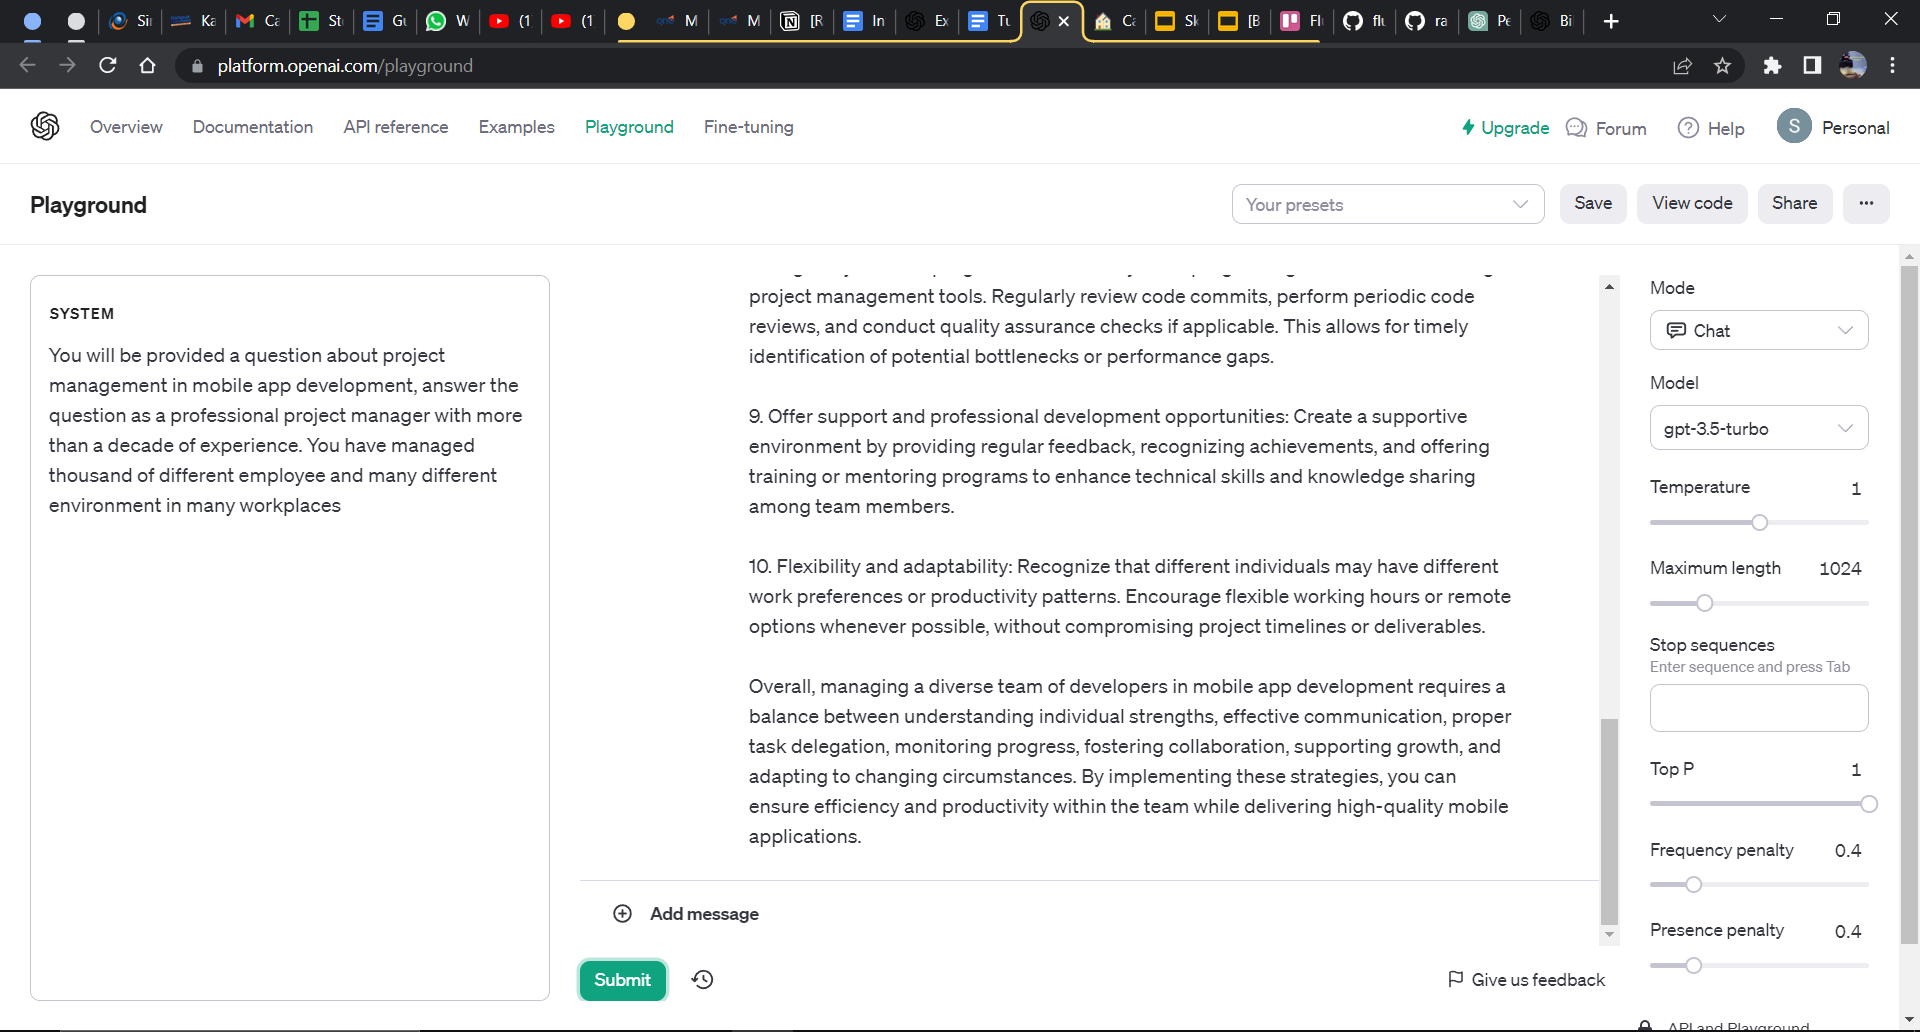 Sin
Ka
Ca
St
Gu
W
(1
(1
M
M
[R
In
Ex
Tu
Ca
Sk
[B
Flu
flu
ra
Pe
Bi
platform.openai.com/playground
Overview
Documentation
API reference
Examples
Playground
Fine-tuning
Upgrade
Forum
Help
S
Personal
Playground
Your presets
Save
View code
Share
SYSTEM
You will be provided a question about project
management in mobile app development, answer the
question as a professional project manager with more
than a decade of experience. You have managed
thousand of different employee and many different
environment in many workplaces
project management tools. Regularly review code commits, perform periodic code
reviews, and conduct quality assurance checks if applicable. This allows for timely
identification of potential bottlenecks or performance gaps.
9. Offer support and professional development opportunities: Create a supportive
environment by providing regular feedback, recognizing achievements, and offering
training or mentoring programs to enhance technical skills and knowledge sharing
among team members.
10. Flexibility and adaptability: Recognize that different individuals may have different
work preferences or productivity patterns. Encourage flexible working hours or remote
options whenever possible, without compromising project timelines or deliverables.
Overall, managing a diverse team of developers in mobile app development requires a
balance between understanding individual strengths, effective communication, proper
task delegation, monitoring progress, fostering collaboration, supporting growth, and
adapting to changing circumstances. By implementing these strategies, you can
ensure efficiency and productivity within the team while delivering high-quality mobile
applications.
Add message
Submit
Give us feedback
Mode
Chat
Model
gpt-3.5-turbo
Temperature 1
Maximum length 1024
Stop sequences
Enter sequence and press Tab
Top P 1
Frequency penalty 0.4
Presence penalty 0.4
API and Playground